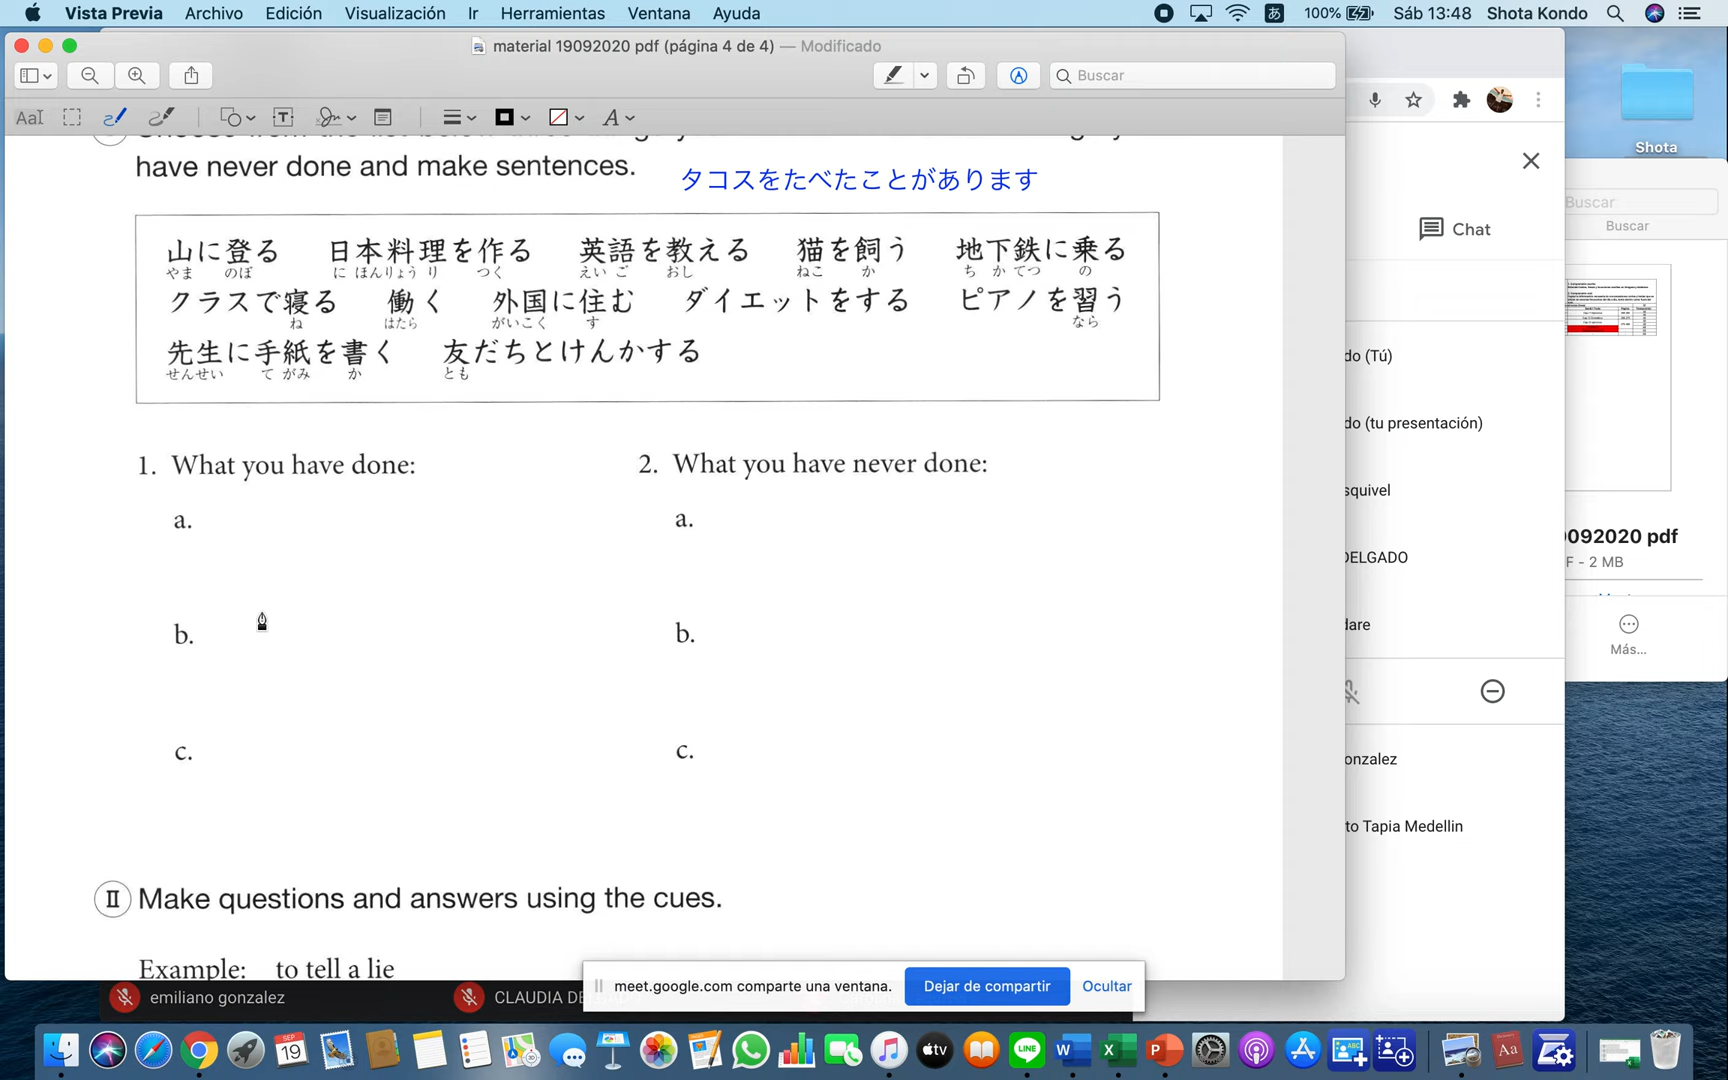 Vista Previa Archivo Edición Visualización Ir Herramientas Ventana Ayuda あ 100% Sáb 13:48 Shota Kondo
material 19092020 pdf (página 4 de 4) — Modificado
Buscar
AaI T A
have never done and make sentences.
タコスをたべたことがあります
山に登る 日本料理を作る 英語を教える 猫を飼う 地下鉄に乗る
やま のぼ に ほんりょう り つく えい ご おし ねこ か ち か てつ の
クラスで寝る 働く 外国に住む ダイエットをする ピアノを習う
ね はたら がいこく す なら
先生に手紙を書く 友だちとけんかする
せんせい て がみ か とも
1. What you have done: 2. What you have never done:
a. a.
b. b.
c. c.
II Make questions and answers using the cues.
Example: to tell a lie
meet.google.com comparte una ventana. Dejar de compartir Ocultar
emiliano gonzalez CLAUDIA DE
Chat
do (Tú)
do (tu presentación)
squivel
DELGADO
dare
onzalez
to Tapia Medellin
Shota
Buscar
Buscar
092020 pdf
F - 2 MB
Más...
SEP
19
tv LINE W X P Aa